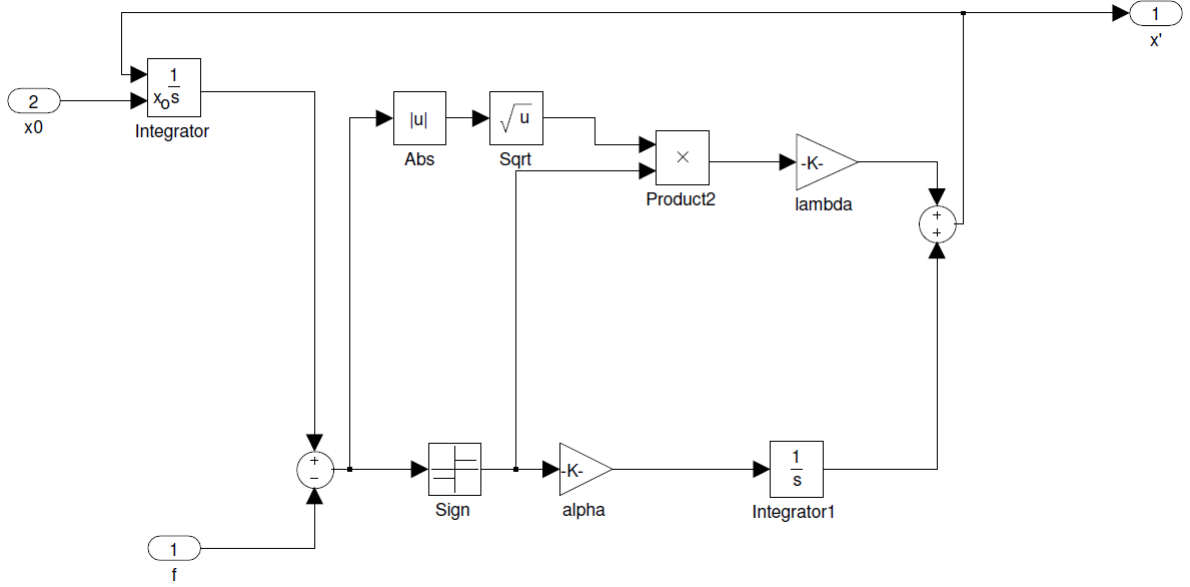 1
x'
1
x₀ s
2
x0
Integrator
|u|
√u
Abs
Sqrt
×
Product2
-K-
lambda
+
+
+
−
Sign
-K-
alpha
1
s
Integrator1
1
f